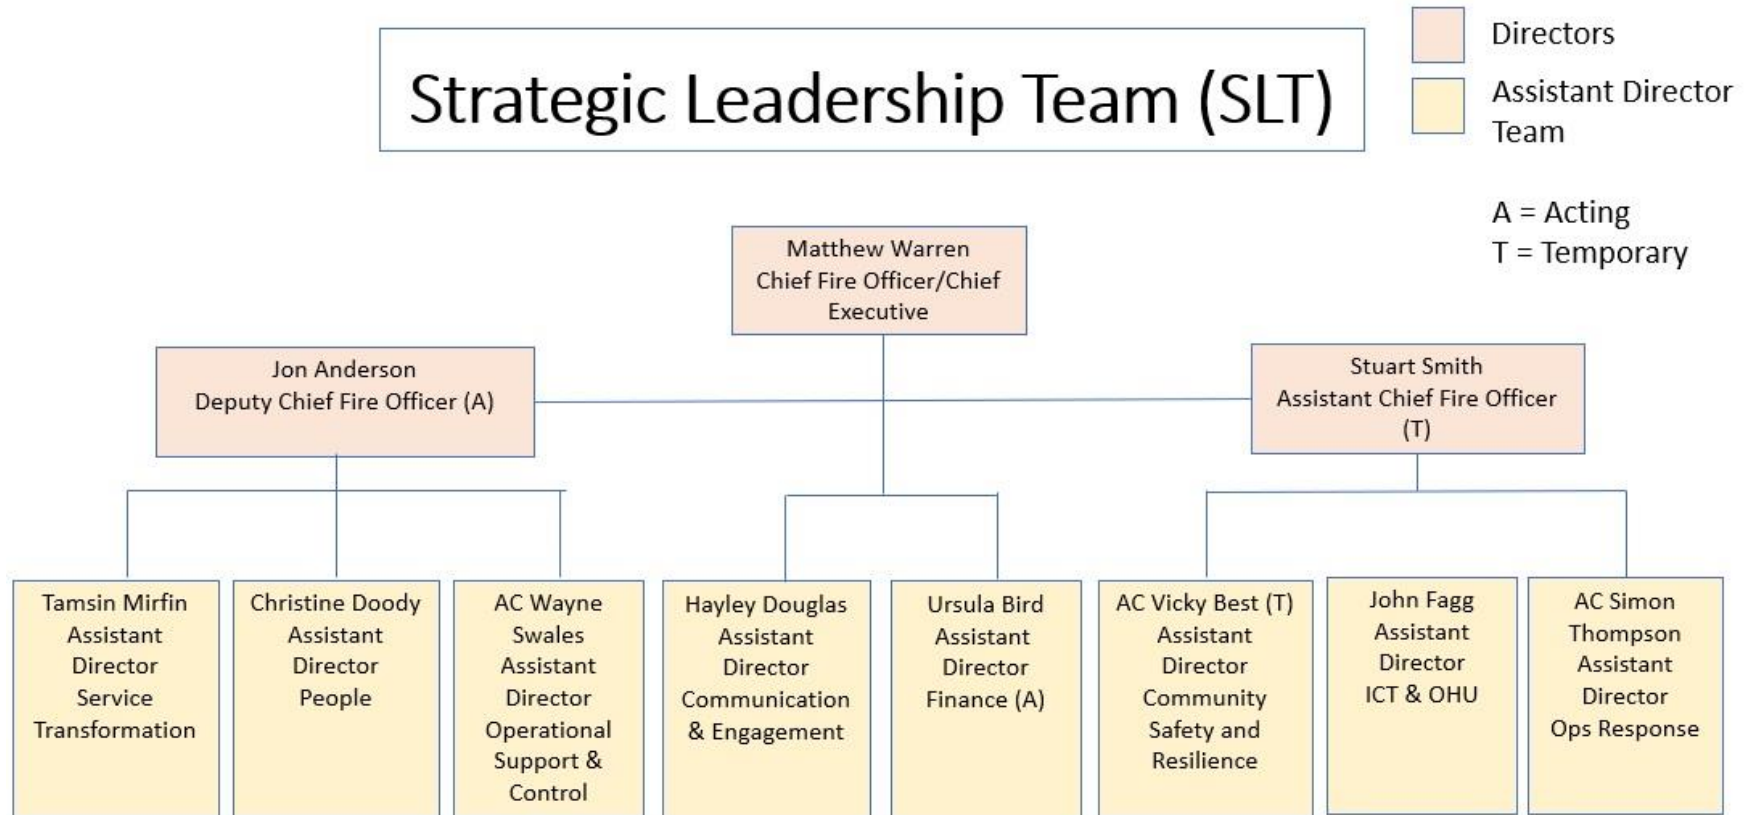 Strategic Leadership Team (SLT)
Directors
Assistant Director
Team
A = Acting
T = Temporary
Matthew Warren
Chief Fire Officer/Chief
Executive
Jon Anderson
Deputy Chief Fire Officer (A)
Stuart Smith
Assistant Chief Fire Officer
(T)
Tamsin Mirfin
Assistant
Director
Service
Transformation
Christine Doody
Assistant
Director
People
AC Wayne
Swales
Assistant
Director
Operational
Support &
Control
Hayley Douglas
Assistant
Director
Communication
& Engagement
Ursula Bird
Assistant
Director
Finance (A)
AC Vicky Best (T)
Assistant
Director
Community
Safety and
Resilience
John Fagg
Assistant
Director
ICT & OHU
AC Simon
Thompson
Assistant
Director
Ops Response